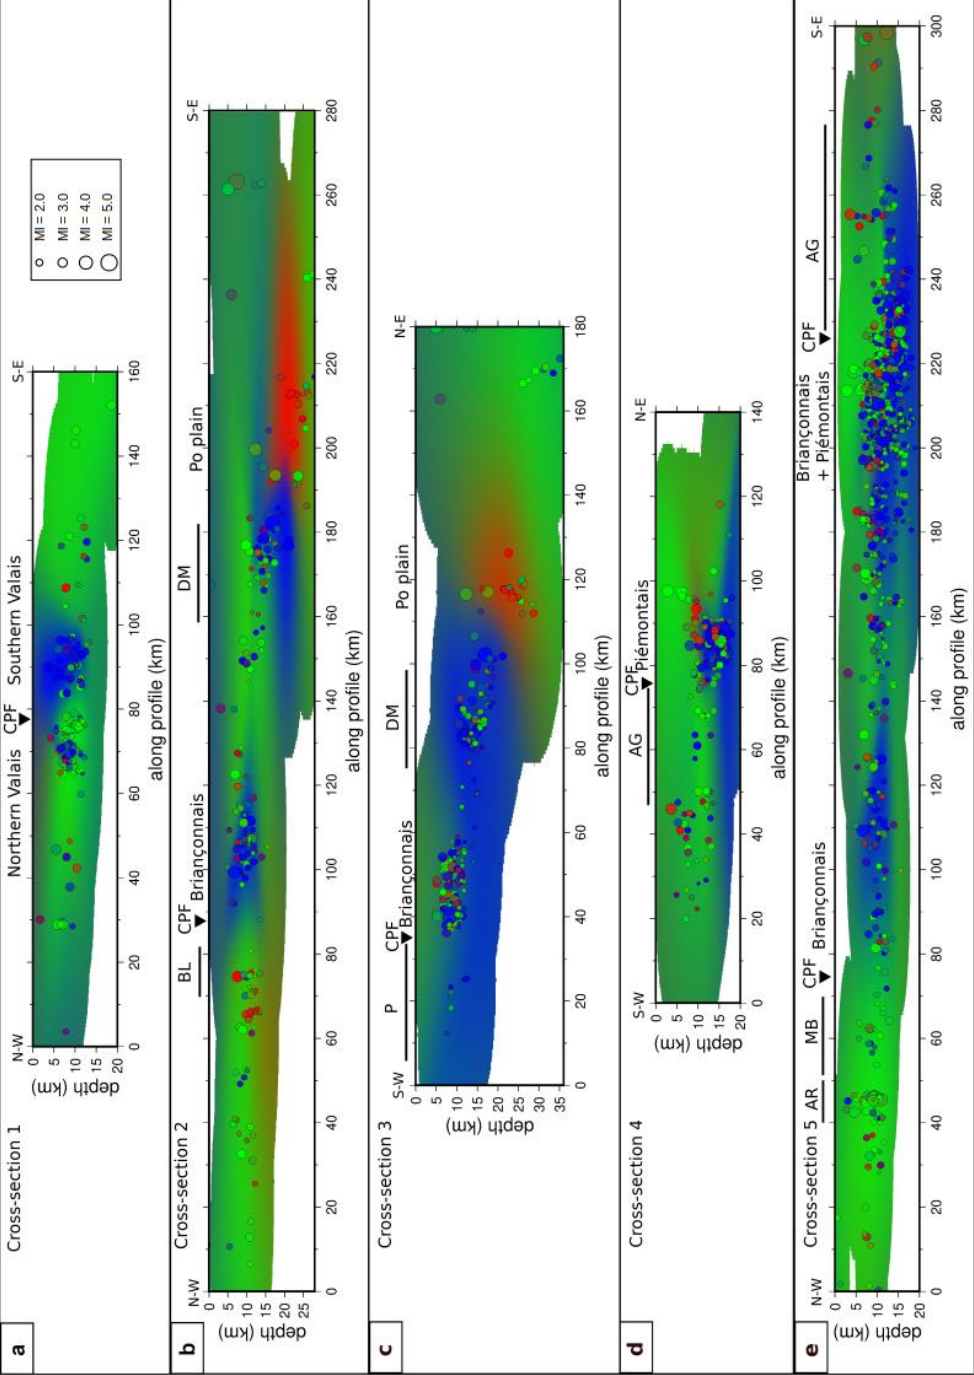 a
Cross-section 1
N-W
Northern Valais
CPF
Southern Valais
S-E
0
5
10
15
20
depth (km)
0 20 40 60 80 100 120 140 160
along profile (km)
Ml = 2.0
Ml = 3.0
Ml = 4.0
Ml = 5.0
b
Cross-section 2
N-W
BL
CPF
Briançonnais
DM
Po plain
S-E
0
5
10
15
20
25
depth (km)
0 20 40 60 80 100 120 140 160 180 200 220 240 260 280
along profile (km)
c
Cross-section 3
S-W
P
CPF
Briançonnais
DM
Po plain
N-E
0
5
10
15
20
25
30
35
depth (km)
0 20 40 60 80 100 120 140 160 180
along profile (km)
d
Cross-section 4
S-W
AG
CPF
Piémontais
N-E
0
5
10
15
20
depth (km)
0 20 40 60 80 100 120 140
along profile (km)
e
Cross-section 5
N-W
AR
MB
CPF
Briançonnais
Briançonnais
+ Piémontais
CPF
AG
S-E
0
5
10
15
20
depth (km)
0 20 40 60 80 100 120 140 160 180 200 220 240 260 280 300
along profile (km)